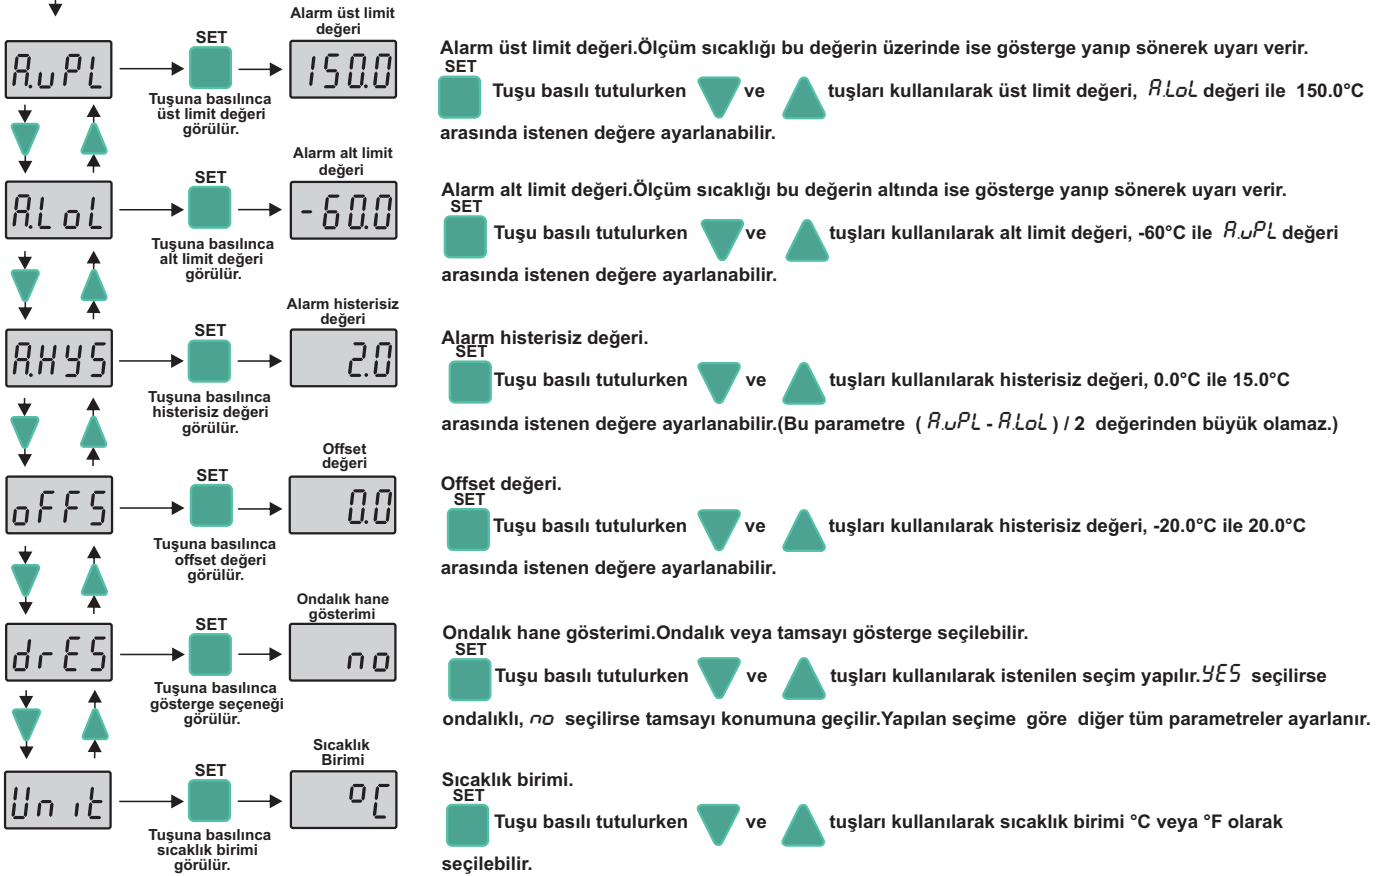 Alarm üst limit
değeri
SET
A.uPL
150.0
Tuşuna basılınca
üst limit değeri
görülür.
Alarm üst limit değeri.Ölçüm sıcaklığı bu değerin üzerinde ise gösterge yanıp sönerek uyarı verir.
SET
Tuşu basılı tutulurken ve tuşları kullanılarak üst limit değeri, A.LoL değeri ile 150.0°C
arasında istenen değere ayarlanabilir.
Alarm alt limit
değeri
SET
A.LoL
-60.0
Tuşuna basılınca
alt limit değeri
görülür.
Alarm alt limit değeri.Ölçüm sıcaklığı bu değerin altında ise gösterge yanıp sönerek uyarı verir.
SET
Tuşu basılı tutulurken ve tuşları kullanılarak alt limit değeri, -60°C ile A.uPL değeri
arasında istenen değere ayarlanabilir.
Alarm histerisiz
değeri
SET
A.HYS
2.0
Tuşuna basılınca
histerisiz değeri
görülür.
Alarm histerisiz değeri.
SET
Tuşu basılı tutulurken ve tuşları kullanılarak histerisiz değeri, 0.0°C ile 15.0°C
arasında istenen değere ayarlanabilir.(Bu parametre ( A.uPL - A.LoL ) / 2 değerinden büyük olamaz.)
Offset
değeri
SET
oFFS
0.0
Tuşuna basılınca
offset değeri
görülür.
Offset değeri.
SET
Tuşu basılı tutulurken ve tuşları kullanılarak histerisiz değeri, -20.0°C ile 20.0°C
arasında istenen değere ayarlanabilir.
Ondalık hane
gösterimi
SET
drES
no
Tuşuna basılınca
gösterge seçeneği
görülür.
Ondalık hane gösterimi.Ondalık veya tamsayı gösterge seçilebilir.
SET
Tuşu basılı tutulurken ve tuşları kullanılarak istenilen seçim yapılır.YES seçilirse
ondalıklı, no seçilirse tamsayı konumuna geçilir.Yapılan seçime göre diğer tüm parametreler ayarlanır.
Sıcaklık
Birimi
SET
Unit
°C
Tuşuna basılınca
sıcaklık birimi
görülür.
Sıcaklık birimi.
SET
Tuşu basılı tutulurken ve tuşları kullanılarak sıcaklık birimi °C veya °F olarak
seçilebilir.